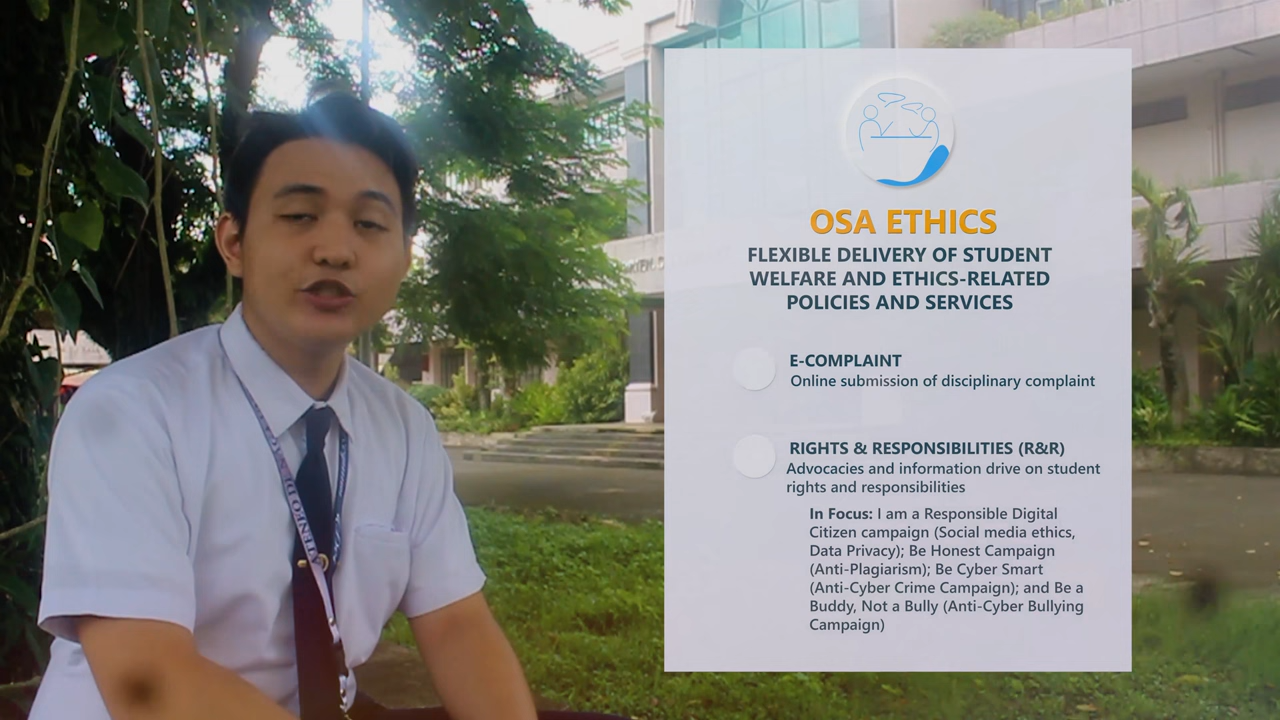 OSA ETHICS
FLEXIBLE DELIVERY OF STUDENT
WELFARE AND ETHICS-RELATED
POLICIES AND SERVICES
E-COMPLAINT
Online submission of disciplinary complaint
RIGHTS & RESPONSIBILITIES (R&R)
Advocacies and information drive on student
rights and responsibilities
In Focus: I am a Responsible Digital
Citizen campaign (Social media ethics,
Data Privacy); Be Honest Campaign
(Anti-Plagiarism); Be Cyber Smart
(Anti-Cyber Crime Campaign); and Be a
Buddy, Not a Bully (Anti-Cyber Bullying
Campaign)
ATENEO DE